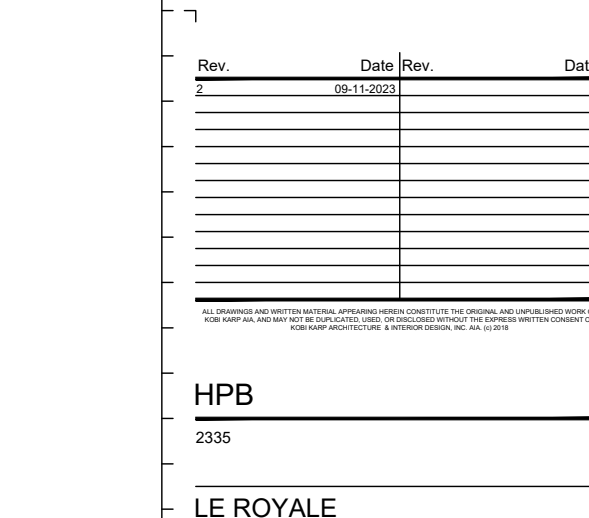 Rev. Date Rev.
2 09-11-2023
ALL DRAWINGS AND WRITTEN MATERIAL APPEARING HEREIN CONSTITUTE THE ORIGINAL AND UNPUBLISHED WORK
KOBI KARP AIA, AND MAY NOT BE DUPLICATED, USED, OR DISCLOSED WITHOUT THE EXPRESS WRITTEN CONSENT
KOBI KARP ARCHITECTURE & INTERIOR DESIGN, INC. AIA. (c) 2018
HPB
2335
LE ROYALE